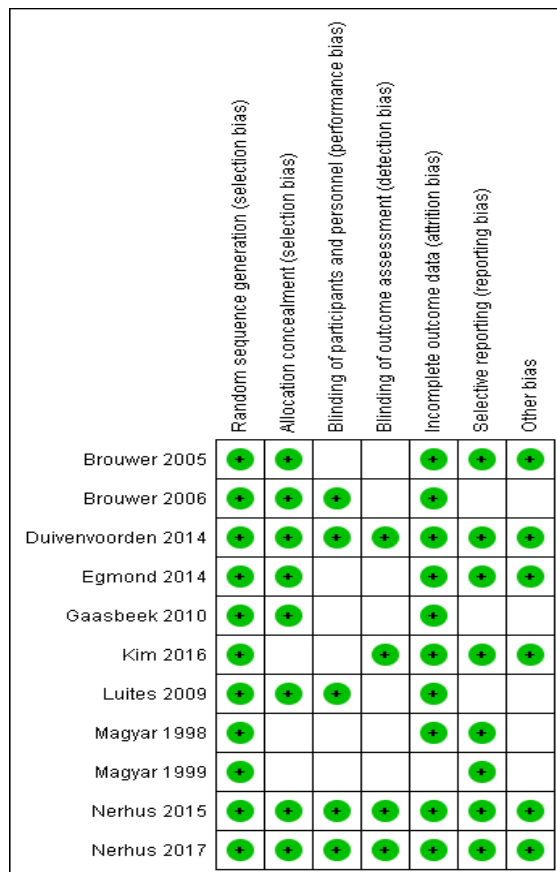 Random sequence generation (selection bias)
Allocation concealment (selection bias)
Blinding of participants and personnel (performance bias)
Blinding of outcome assessment (detection bias)
Incomplete outcome data (attrition bias)
Selective reporting (reporting bias)
Other bias
Brouwer 2005 + + + + +
Brouwer 2006 + + + +
Duivenvoorden 2014 + + + + + + +
Egmond 2014 + + + + +
Gaasbeek 2010 + + +
Kim 2016 + + + + +
Luites 2009 + + + +
Magyar 1998 + + +
Magyar 1999 + +
Nerhus 2015 + + + + + + +
Nerhus 2017 + + + + + + +